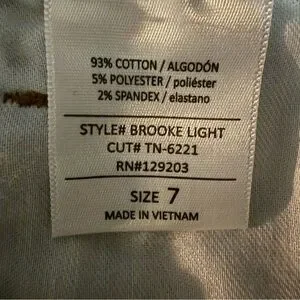 93% COTTON / ALGODÓN
5% POLYESTER / poliéster
2% SPANDEX / elastano
STYLE# BROOKE LIGHT
CUT# TN-6221
RN#129203
SIZE 7
MADE IN VIETNAM